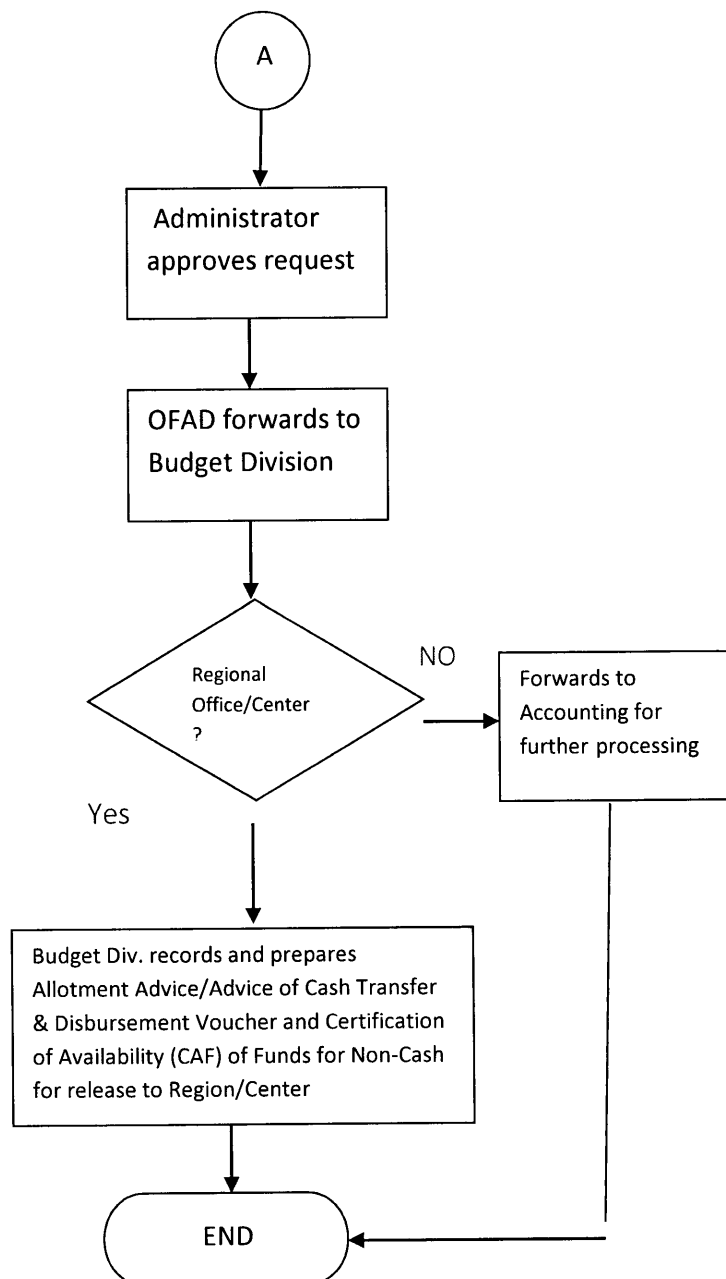 A
Administrator
approves request
OFAD forwards to
Budget Division
Regional
Office/Center
?
NO
Forwards to
Accounting for
further processing
Yes
Budget Div. records and prepares
Allotment Advice/Advice of Cash Transfer
& Disbursement Voucher and Certification
of Availability (CAF) of Funds for Non-Cash
for release to Region/Center
END